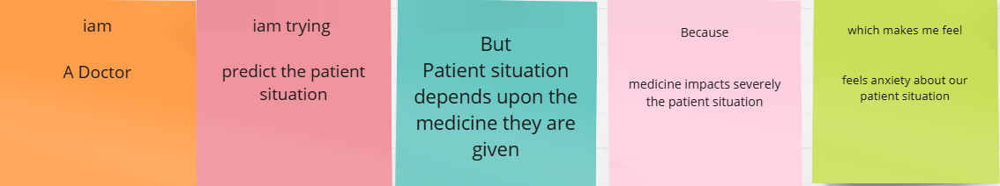 iam
A Doctor
iam trying
predict the patient
situation
But
Patient situation
depends upon the
medicine they are
given
Because
medicine impacts severely
the patient situation
which makes me feel
feels anxiety about our
patient situation